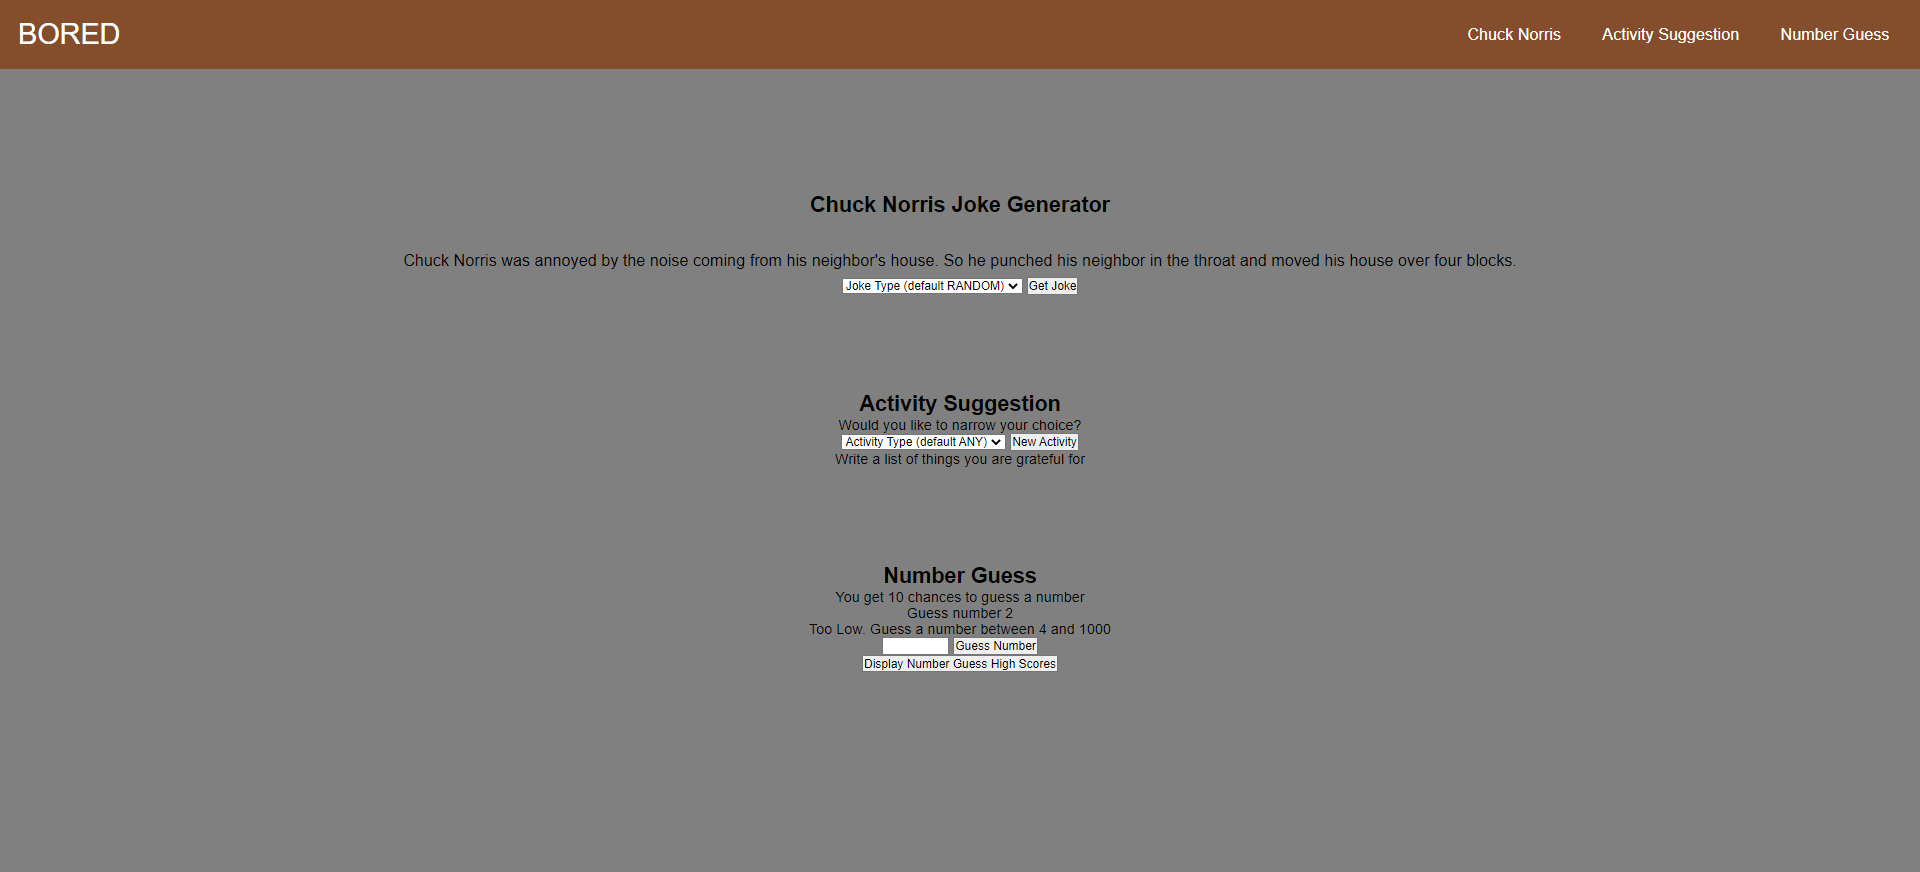 BORED
Chuck Norris
Activity Suggestion
Number Guess
Chuck Norris Joke Generator
Chuck Norris was annoyed by the noise coming from his neighbor's house. So he punched his neighbor in the throat and moved his house over four blocks.
Joke Type (default RANDOM) Get Joke
Activity Suggestion
Would you like to narrow your choice?
Activity Type (default ANY) New Activity
Write a list of things you are grateful for
Number Guess
You get 10 chances to guess a number
Guess number 2
Too Low. Guess a number between 4 and 1000
Guess Number
Display Number Guess High Scores